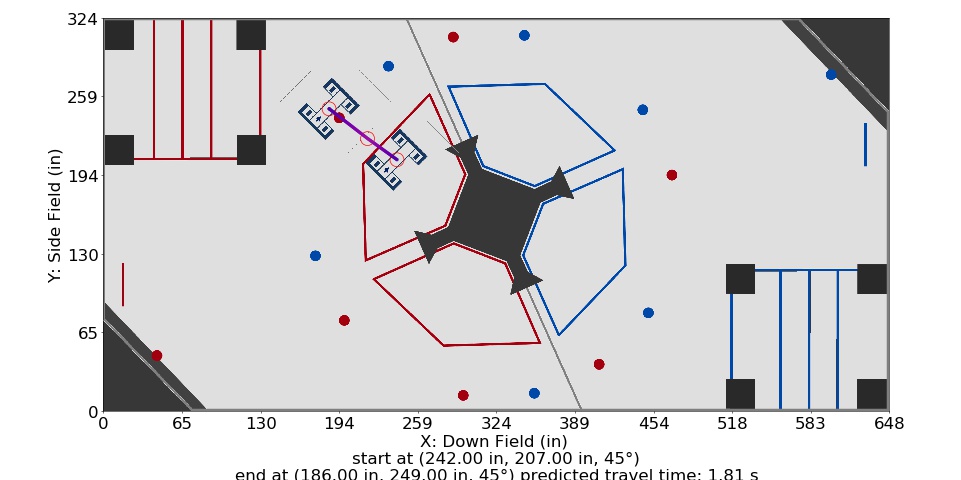 324
259
194
130
65
0
Y: Side Field (in)
0 65 130 194 259 324 389 454 518 583 648
X: Down Field (in)
start at (242.00 in, 207.00 in, 45°)
end at (186.00 in, 249.00 in, 45°) predicted travel time: 1.81 s